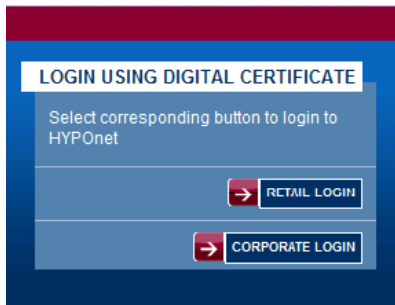 LOGIN USING DIGITAL CERTIFICATE
Select corresponding button to login to
HYPOnet
RETAIL LOGIN
CORPORATE LOGIN